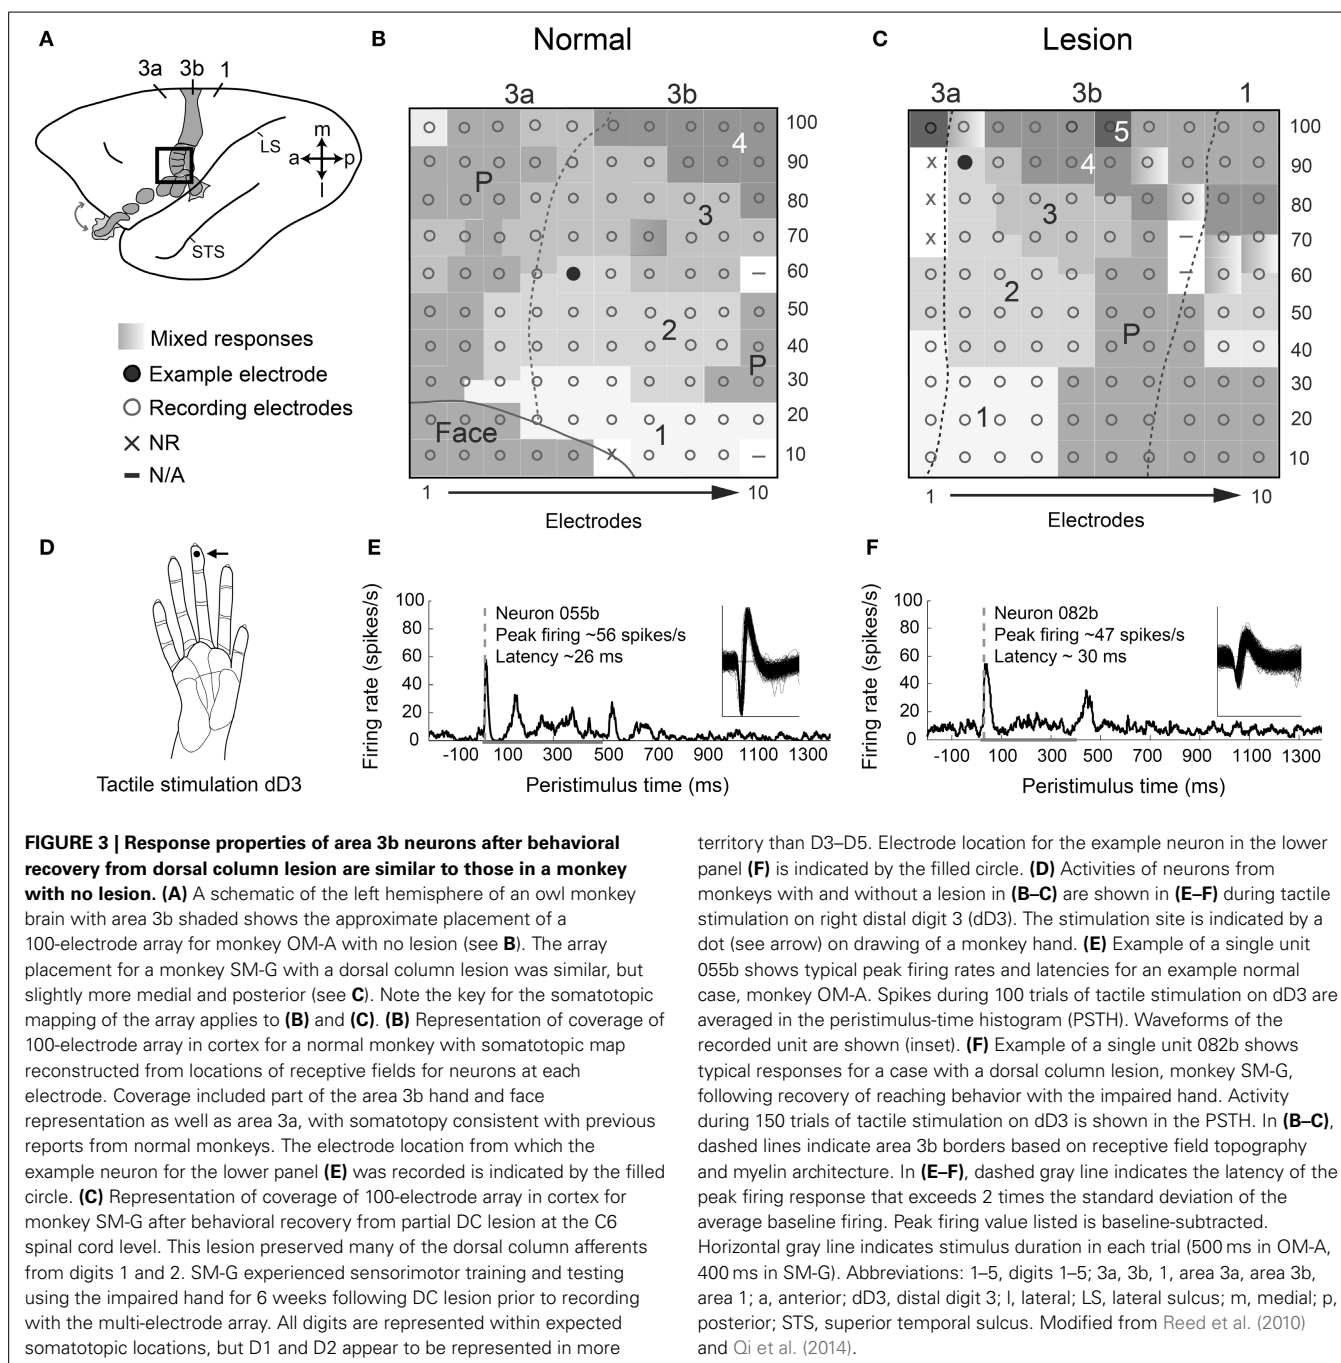 A
3a 3b 1
m
a p
l
LS
STS
Mixed responses
Example electrode
Recording electrodes
× NR
− N/A
B
Normal
3a 3b
100
90
80
70
60
50
40
30
20
10
4
P
3
2
P
Face
1
×
−
−
1 10
Electrodes
C
Lesion
3a 3b 1
100
90
80
70
60
50
40
30
20
10
5
4
×
×
×
3
−
−
2
P
1
1 10
Electrodes
D
Tactile stimulation dD3
E
Firing rate (spikes/s)
100
80
60
40
20
0
Neuron 055b
Peak firing ~56 spikes/s
Latency ~26 ms
-100 100 300 500 700 900 1100 1300
Peristimulus time (ms)
F
Firing rate (spikes/s)
100
80
60
40
20
0
Neuron 082b
Peak firing ~47 spikes/s
Latency ~ 30 ms
-100 100 300 500 700 900 1100 1300
Peristimulus time (ms)
FIGURE 3 | Response properties of area 3b neurons after behavioral
recovery from dorsal column lesion are similar to those in a monkey
with no lesion. (A) A schematic of the left hemisphere of an owl monkey
brain with area 3b shaded shows the approximate placement of a
100-electrode array for monkey OM-A with no lesion (see B). The array
placement for a monkey SM-G with a dorsal column lesion was similar, but
slightly more medial and posterior (see C). Note the key for the somatotopic
mapping of the array applies to (B) and (C). (B) Representation of coverage of
100-electrode array in cortex for a normal monkey with somatotopic map
reconstructed from locations of receptive fields for neurons at each
electrode. Coverage included part of the area 3b hand and face
representation as well as area 3a, with somatotopy consistent with previous
reports from normal monkeys. The electrode location from which the
example neuron for the lower panel (E) was recorded is indicated by the filled
circle. (C) Representation of coverage of 100-electrode array in cortex for
monkey SM-G after behavioral recovery from partial DC lesion at the C6
spinal cord level. This lesion preserved many of the dorsal column afferents
from digits 1 and 2. SM-G experienced sensorimotor training and testing
using the impaired hand for 6 weeks following DC lesion prior to recording
with the multi-electrode array. All digits are represented within expected
somatotopic locations, but D1 and D2 appear to be represented in more
territory than D3–D5. Electrode location for the example neuron in the lower
panel (F) is indicated by the filled circle. (D) Activities of neurons from
monkeys with and without a lesion in (B–C) are shown in (E–F) during tactile
stimulation on right distal digit 3 (dD3). The stimulation site is indicated by a
dot (see arrow) on drawing of a monkey hand. (E) Example of a single unit
055b shows typical peak firing rates and latencies for an example normal
case, monkey OM-A. Spikes during 100 trials of tactile stimulation on dD3 are
averaged in the peristimulus-time histogram (PSTH). Waveforms of the
recorded unit are shown (inset). (F) Example of a single unit 082b shows
typical responses for a case with a dorsal column lesion, monkey SM-G,
following recovery of reaching behavior with the impaired hand. Activity
during 150 trials of tactile stimulation on dD3 is shown in the PSTH. In (B–C),
dashed lines indicate area 3b borders based on receptive field topography
and myelin architecture. In (E–F), dashed gray line indicates the latency of the
peak firing response that exceeds 2 times the standard deviation of the
average baseline firing. Peak firing value listed is baseline-subtracted.
Horizontal gray line indicates stimulus duration in each trial (500 ms in OM-A,
400 ms in SM-G). Abbreviations: 1–5, digits 1–5; 3a, 3b, 1, area 3a, area 3b,
area 1; a, anterior; dD3, distal digit 3; l, lateral; LS, lateral sulcus; m, medial; p,
posterior; STS, superior temporal sulcus. Modified from Reed et al. (2010)
and Qi et al. (2014).